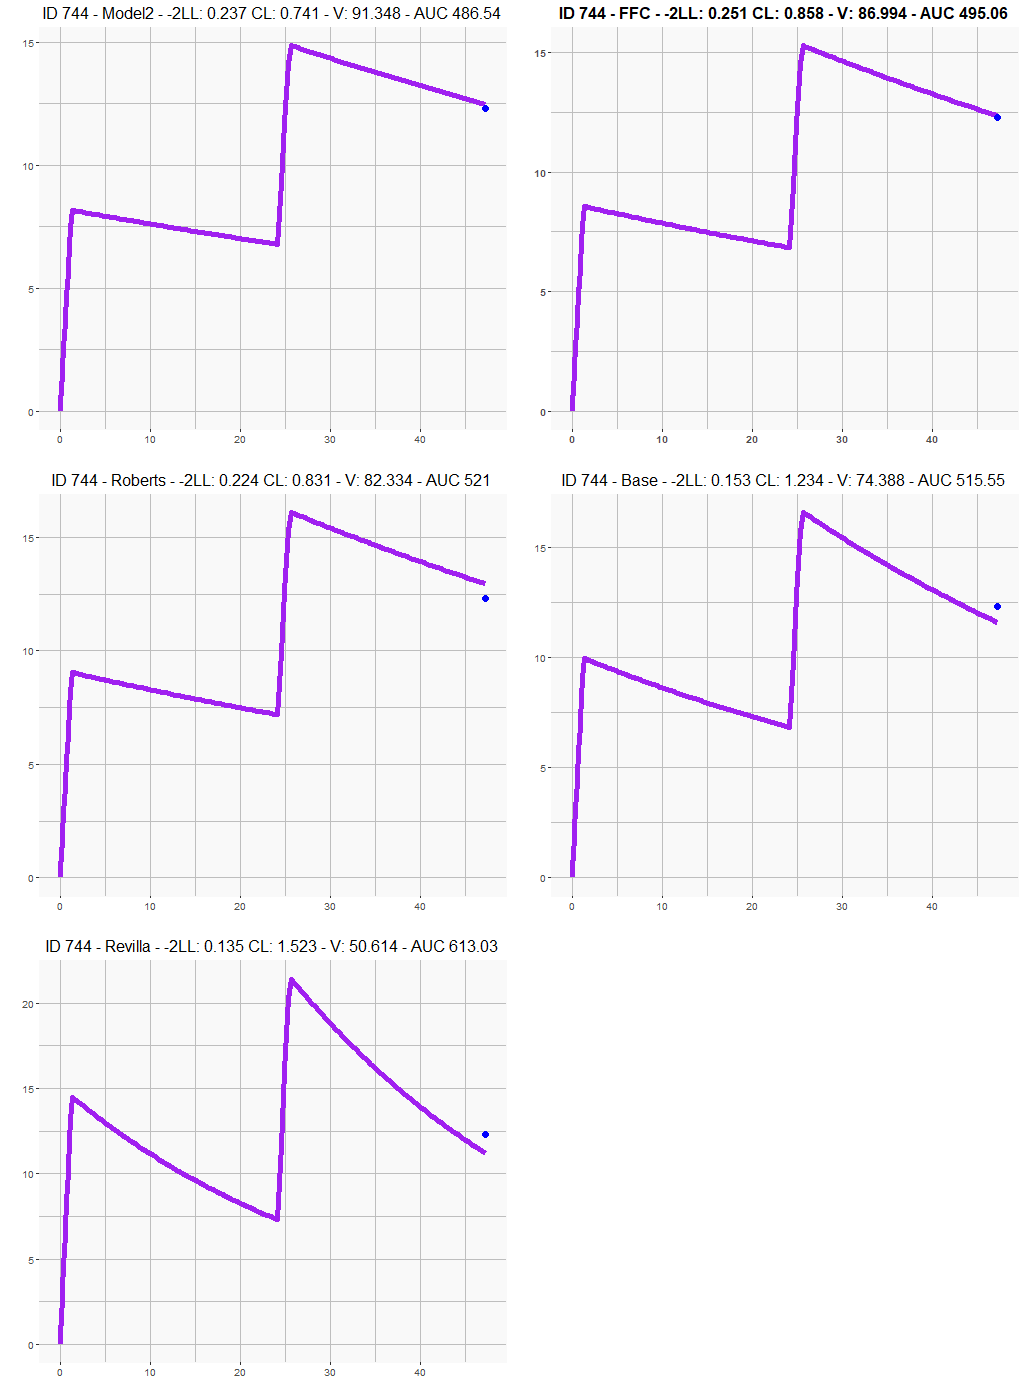 ID 744 - Model2 - -2LL: 0.237 CL: 0.741 - V: 91.348 - AUC 486.54
15
10
5
0
0 10 20 30 40
ID 744 - FFC - -2LL: 0.251 CL: 0.858 - V: 86.994 - AUC 495.06
15
10
5
0
0 10 20 30 40
ID 744 - Roberts - -2LL: 0.224 CL: 0.831 - V: 82.334 - AUC 521
15
10
5
0
0 10 20 30 40
ID 744 - Base - -2LL: 0.153 CL: 1.234 - V: 74.388 - AUC 515.55
15
10
5
0
0 10 20 30 40
ID 744 - Revilla - -2LL: 0.135 CL: 1.523 - V: 50.614 - AUC 613.03
20
15
10
5
0
0 10 20 30 40